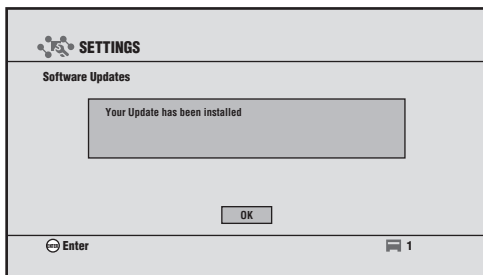 SETTINGS
Software Updates
Your Update has been installed
OK
Enter 1